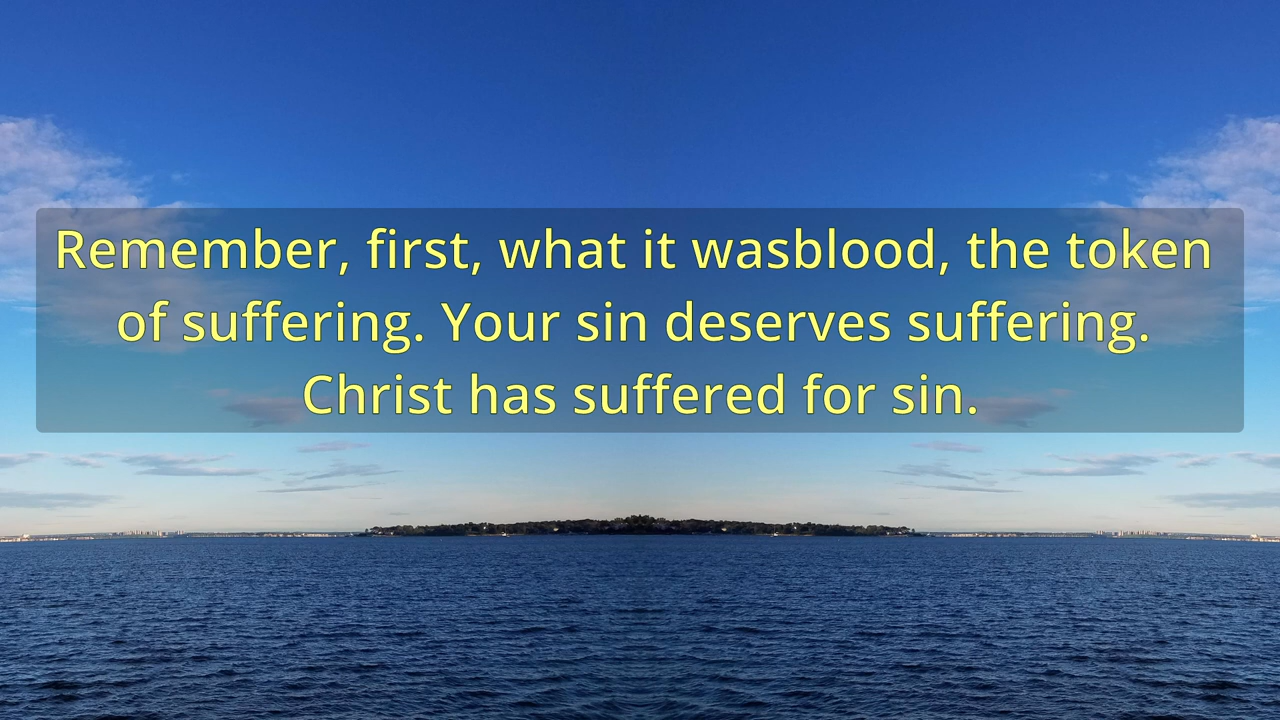 Remember, first, what it wasblood, the token
of suffering. Your sin deserves suffering.
Christ has suffered for sin.